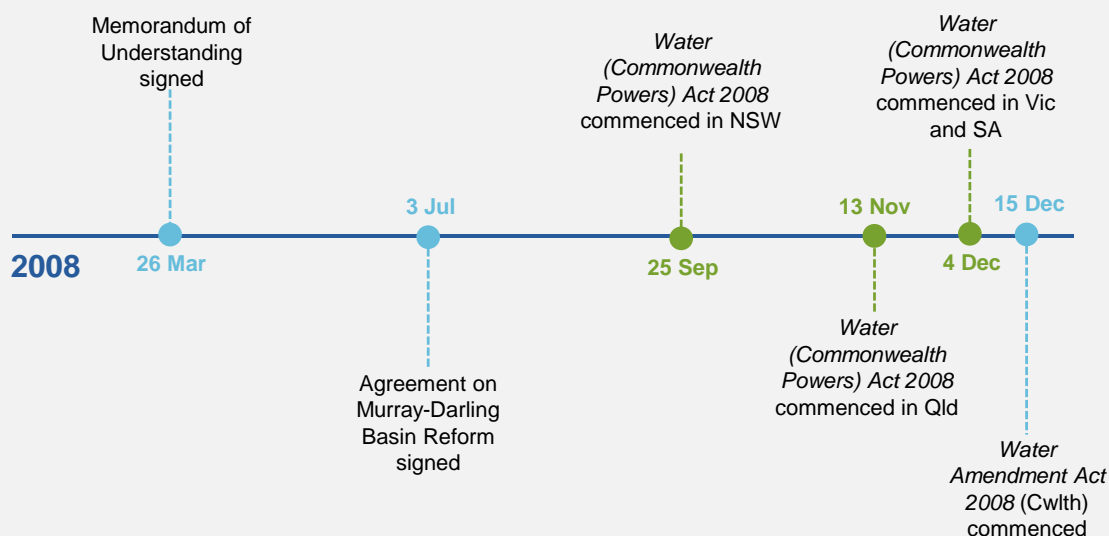 Memorandum of
Understanding
signed
Water
(Commonwealth
Powers) Act 2008
commenced in NSW
Water
(Commonwealth
Powers) Act 2008
commenced in Vic
and SA
3 Jul
13 Nov
15 Dec
2008
26 Mar
25 Sep
4 Dec
Agreement on
Murray-Darling
Basin Reform
signed
Water
(Commonwealth
Powers) Act 2008
commenced in Qld
Water
Amendment Act
2008 (Cwlth)
commenced